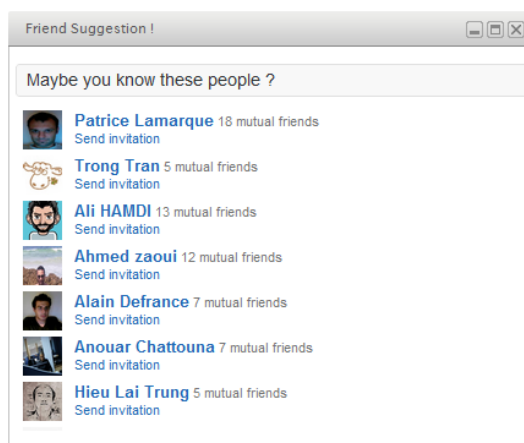 Friend Suggestion !
Maybe you know these people ?
Patrice Lamarque 18 mutual friends
Send invitation
Trong Tran 5 mutual friends
Send invitation
Ali HAMDI 13 mutual friends
Send invitation
Ahmed zaoui 12 mutual friends
Send invitation
Alain Defrance 7 mutual friends
Send invitation
Anouar Chattouna 7 mutual friends
Send invitation
Hieu Lai Trung 5 mutual friends
Send invitation